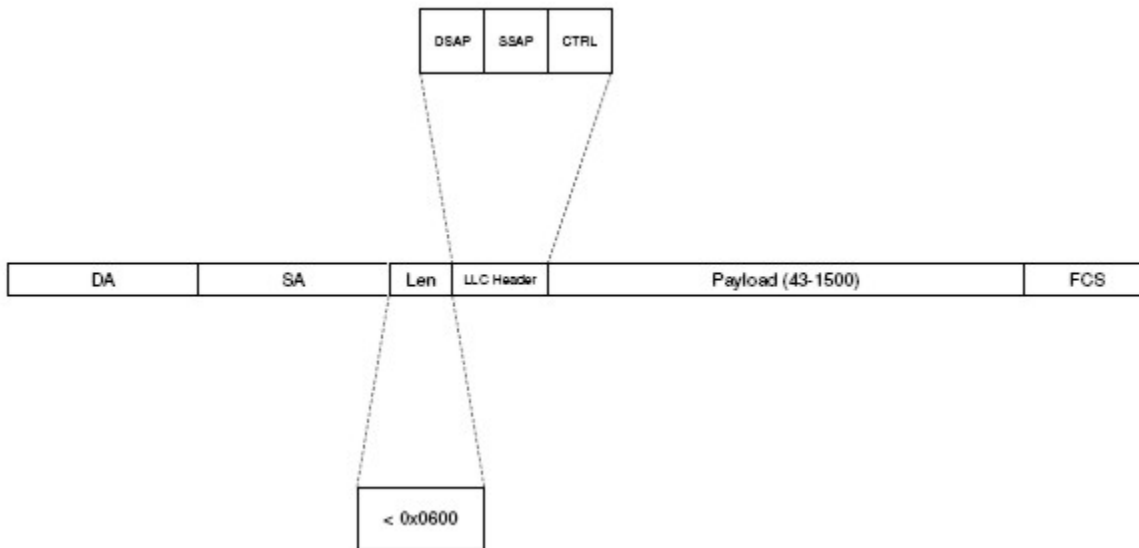 DSAP SSAP CTRL
DA SA Len LLC Header Payload (43-1500) FCS
< 0x0600